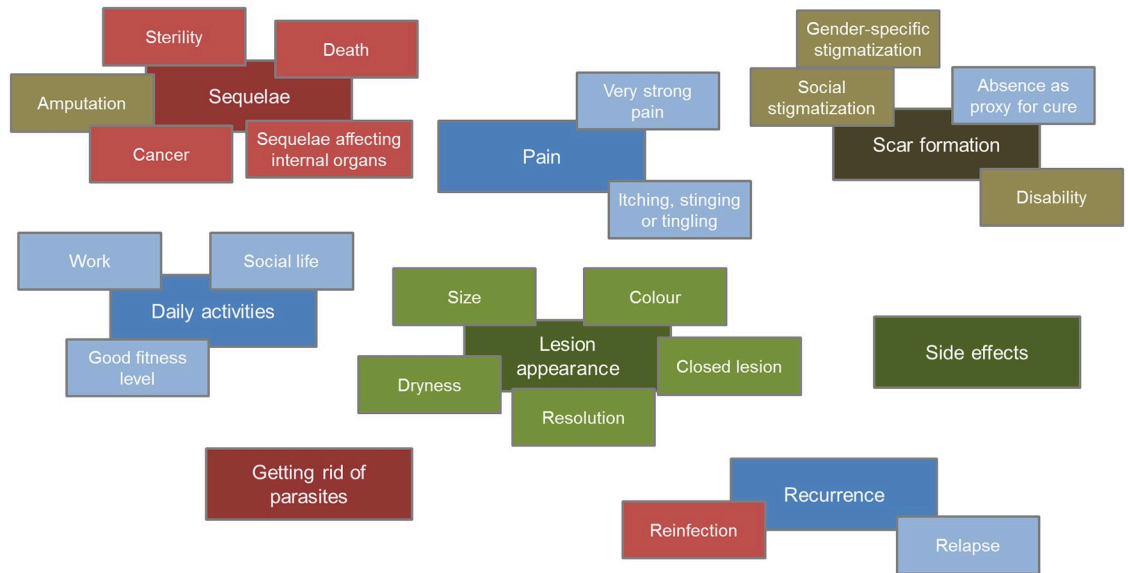 Sterility
Death
Amputation
Sequelae
Cancer
Sequelae affecting
internal organs
Very strong
pain
Pain
Itching, stinging
or tingling
Gender-specific
stigmatization
Social
stigmatization
Absence as
proxy for cure
Scar formation
Disability
Work
Social life
Daily activities
Good fitness
level
Size
Colour
Lesion
appearance
Dryness
Closed lesion
Resolution
Side effects
Getting rid of
parasites
Recurrence
Reinfection
Relapse